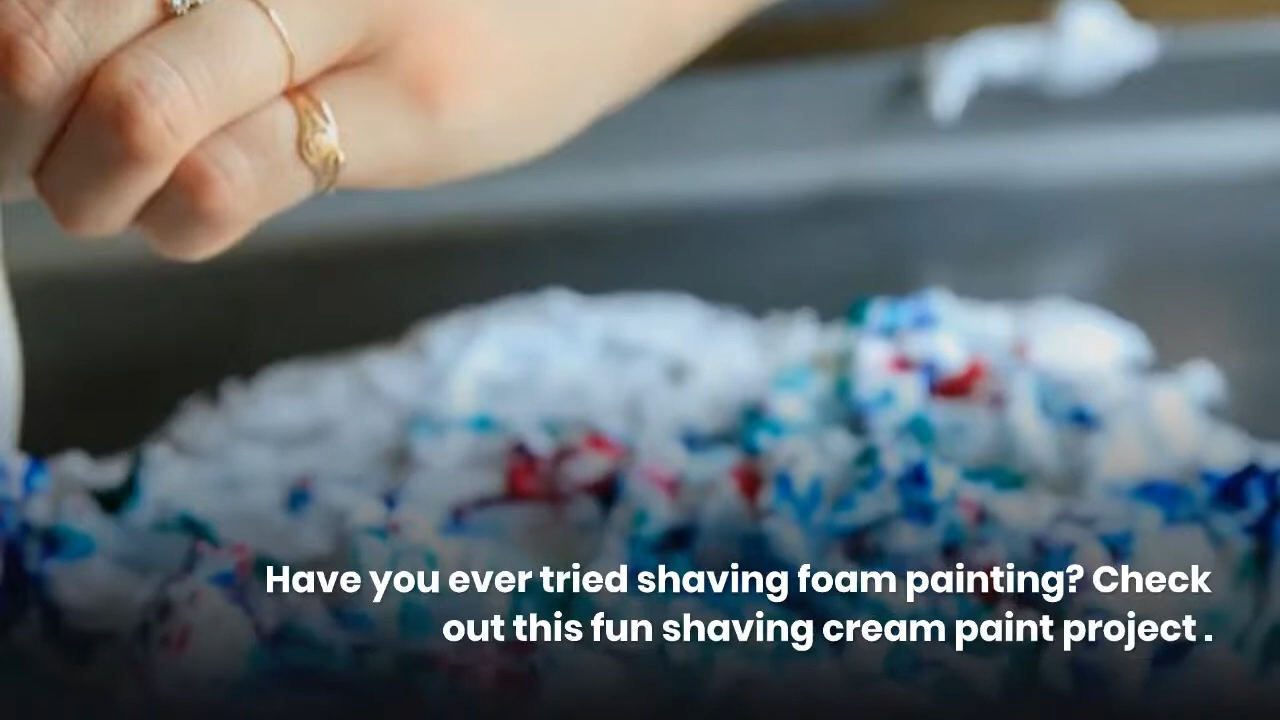 Have you ever tried shaving foam painting? Check
out this fun shaving cream paint project .